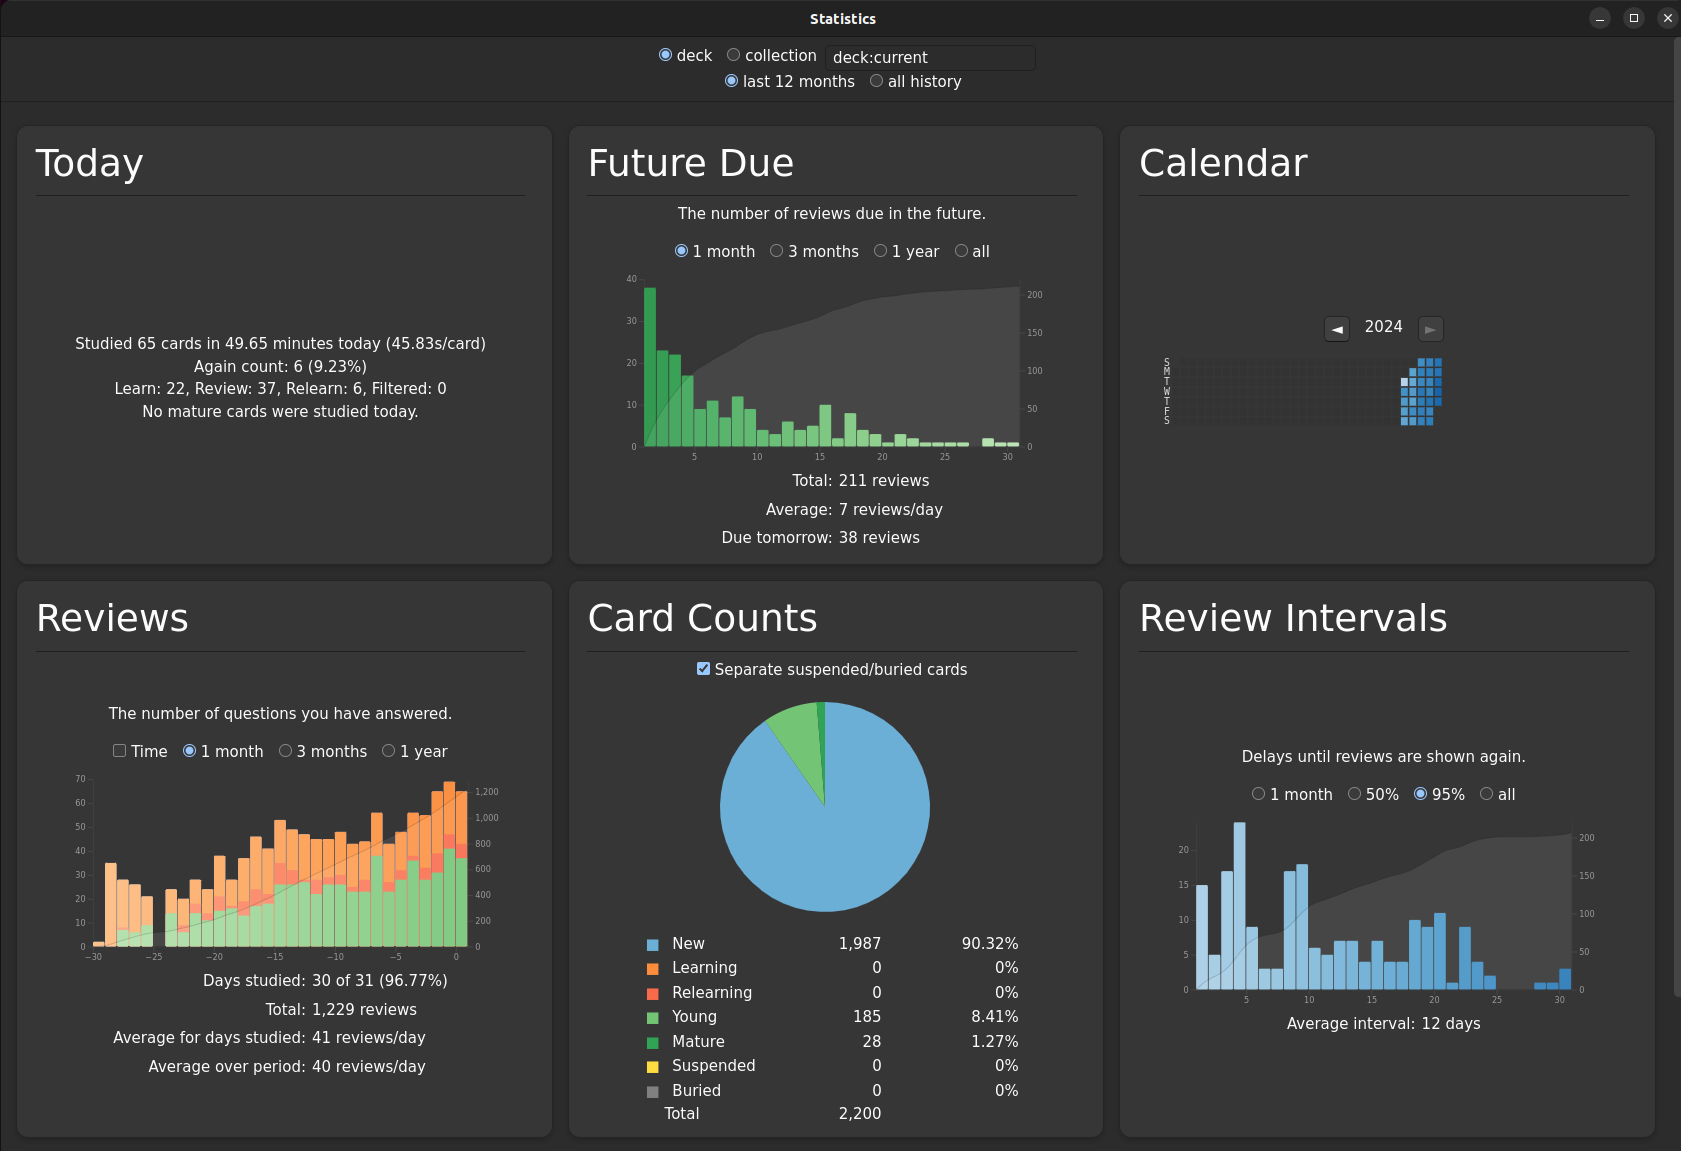 Statistics
deck collection deck:current
last 12 months all history
Today
Studied 65 cards in 49.65 minutes today (45.83s/card)
Again count: 6 (9.23%)
Learn: 22, Review: 37, Relearn: 6, Filtered: 0
No mature cards were studied today.
Future Due
The number of reviews due in the future.
1 month 3 months 1 year all
40
30
20
10
0
200
150
100
50
0
5 10 15 20 25 30
Total: 211 reviews
Average: 7 reviews/day
Due tomorrow: 38 reviews
Calendar
◄ 2024 ►
S
M
T
W
T
F
S
Reviews
The number of questions you have answered.
Time 1 month 3 months 1 year
70
60
50
40
30
20
10
0
1,200
1,000
800
600
400
200
0
−30 −25 −20 −15 −10 −5 0
Days studied: 30 of 31 (96.77%)
Total: 1,229 reviews
Average for days studied: 41 reviews/day
Average over period: 40 reviews/day
Card Counts
Separate suspended/buried cards
New 1,987 90.32%
Learning 0 0%
Relearning 0 0%
Young 185 8.41%
Mature 28 1.27%
Suspended 0 0%
Buried 0 0%
Total 2,200
Review Intervals
Delays until reviews are shown again.
1 month 50% 95% all
20
15
10
5
0
200
150
100
50
0
5 10 15 20 25 30
Average interval: 12 days